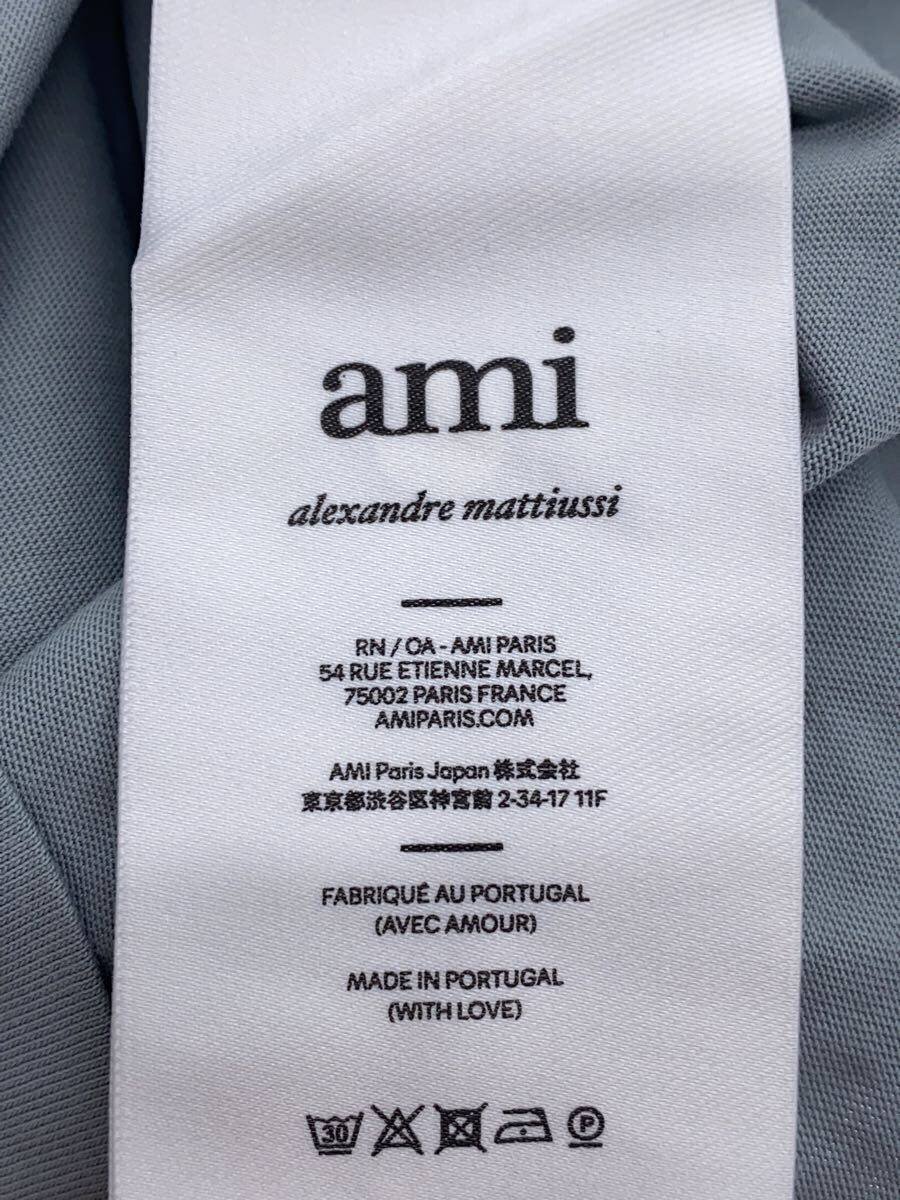 ami
alexandre mattiussi
RN / CA - AMI PARIS
54 RUE ETIENNE MARCEL,
75002 PARIS FRANCE
AMIPARIS.COM
AMI Paris Japan 株式会社
東京都渋谷区神宮前 2-34-17 11F
FABRIQUÉ AU PORTUGAL
(AVEC AMOUR)
MADE IN PORTUGAL
(WITH LOVE)
30 P